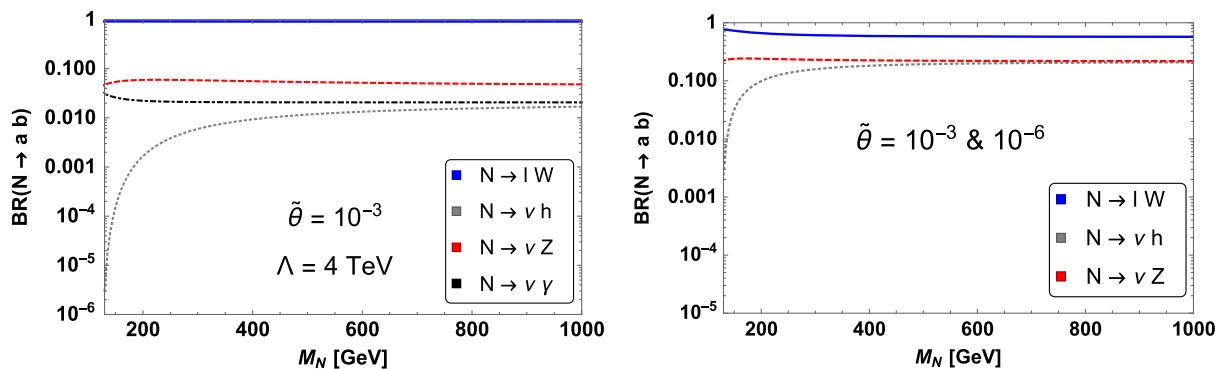 BR(N → a b)
1
0.100
0.010
0.001
10⁻⁴
10⁻⁵
10⁻⁶
θ̃ = 10⁻³
Λ = 4 TeV
N → l W
N → ν h
N → ν Z
N → ν γ
200 400 600 800 1000
M_N [GeV]
BR(N → a b)
1
0.100
0.010
0.001
10⁻⁴
10⁻⁵
θ̃ = 10⁻³ & 10⁻⁶
N → l W
N → ν h
N → ν Z
200 400 600 800 1000
M_N [GeV]